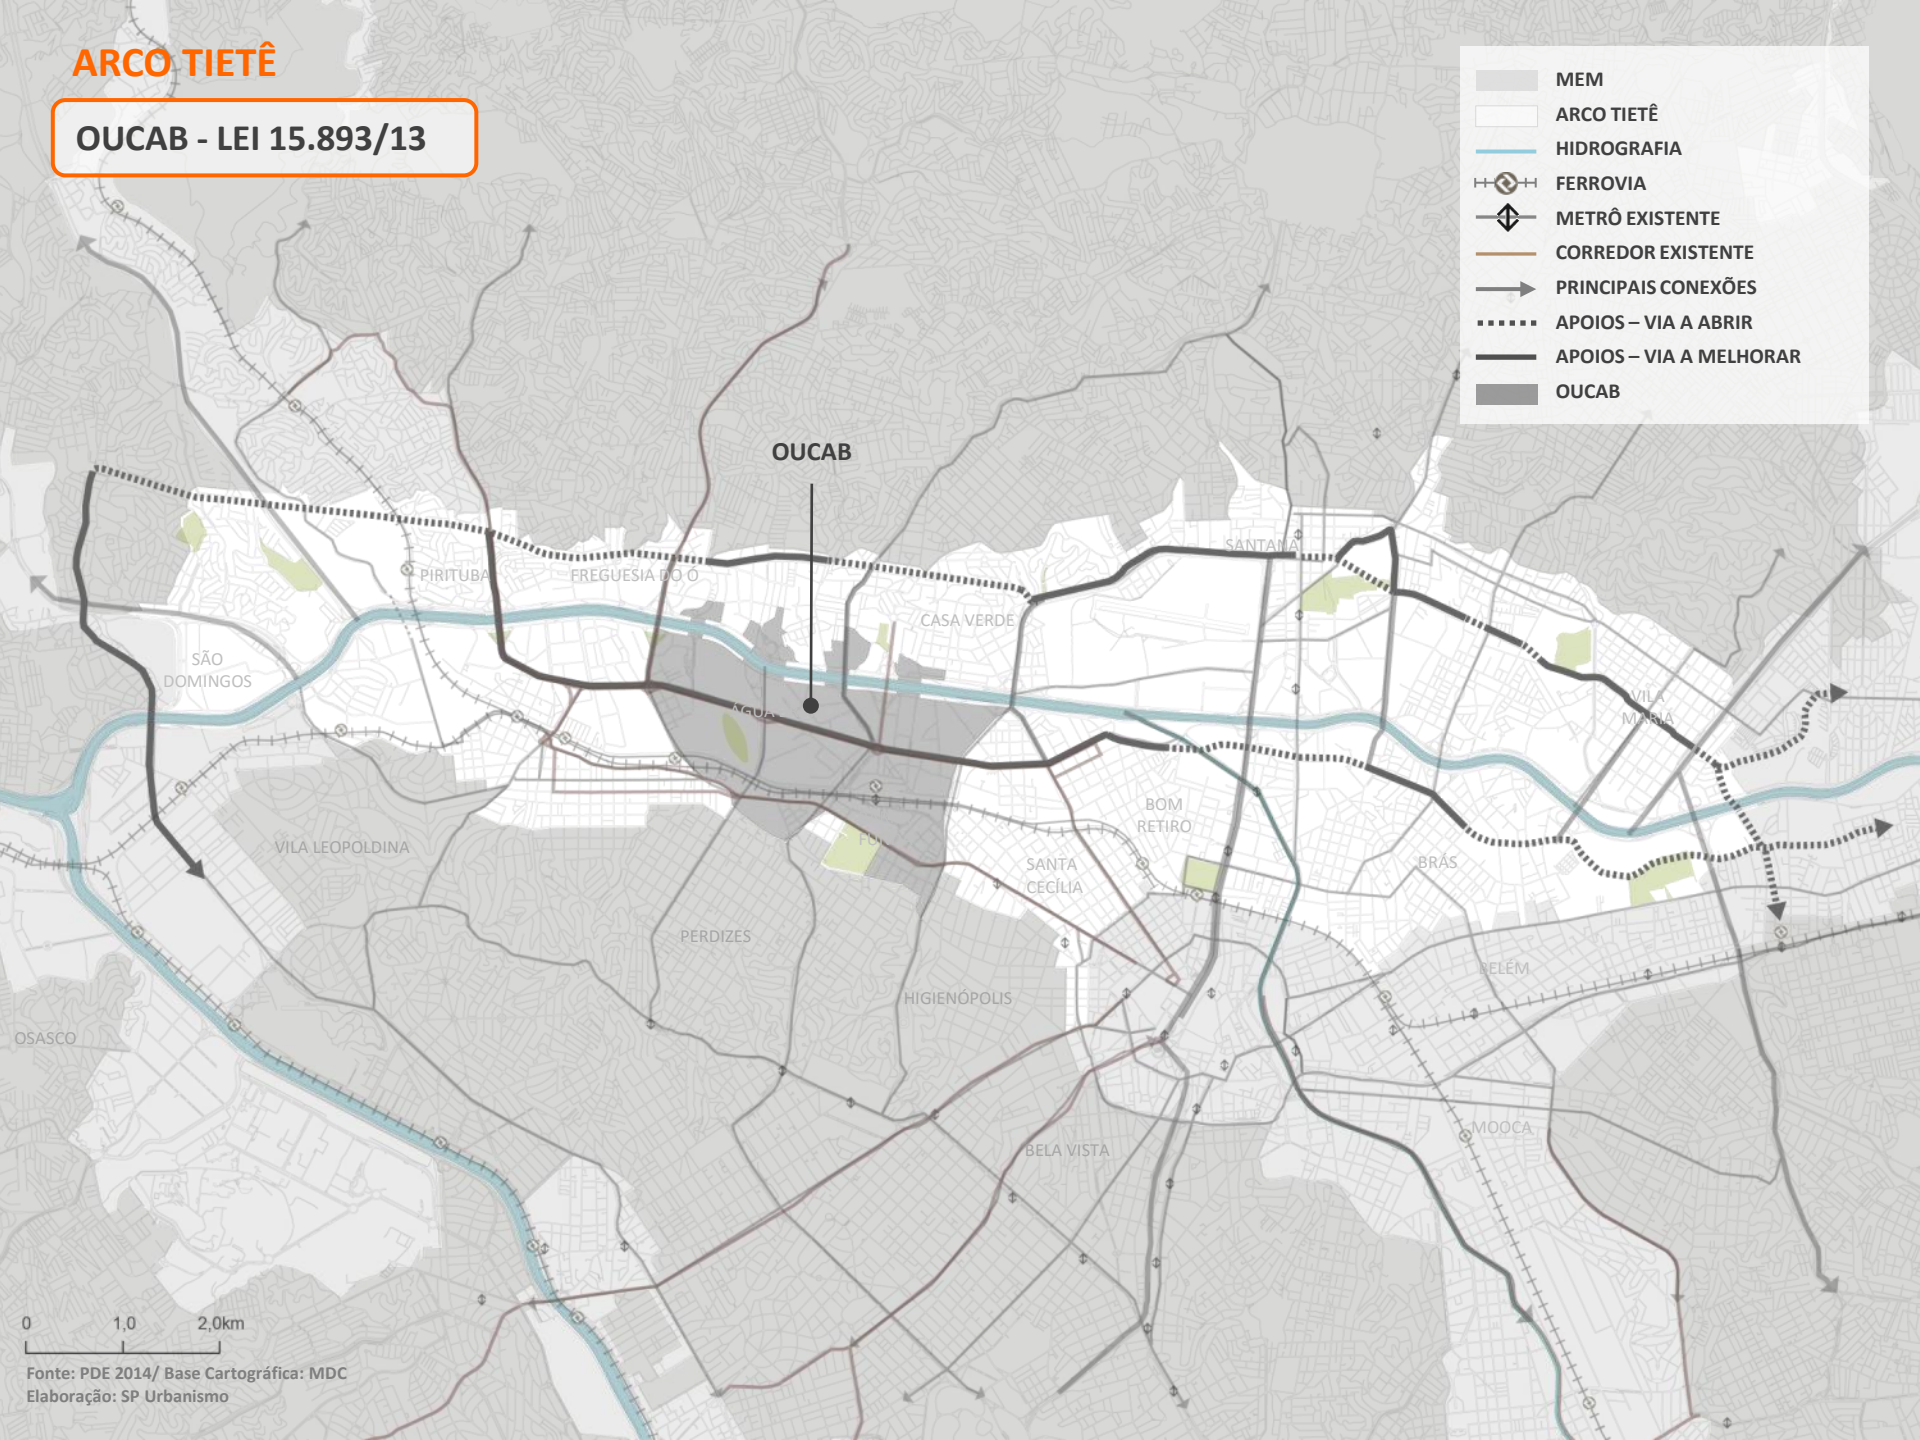 ARCO TIETÊ
OUCAB - LEI 15.893/13
MEM
ARCO TIETÊ
HIDROGRAFIA
FERROVIA
METRÔ EXISTENTE
CORREDOR EXISTENTE
PRINCIPAIS CONEXÕES
APOIOS – VIA A ABRIR
APOIOS – VIA A MELHORAR
OUCAB
OUCAB
SANTANA
PIRITUBA
FREGUESIA DO Ó
CASA VERDE
SÃO
DOMINGOS
VILA
MARIA
ÁGUA
BOM
RETIRO
VILA LEOPOLDINA
SANTA
CECÍLIA
BRÁS
PERDIZES
BELÉM
HIGIENÓPOLIS
OSASCO
MOOCA
BELA VISTA
0 1,0 2,0km
Fonte: PDE 2014/ Base Cartográfica: MDC
Elaboração: SP Urbanismo